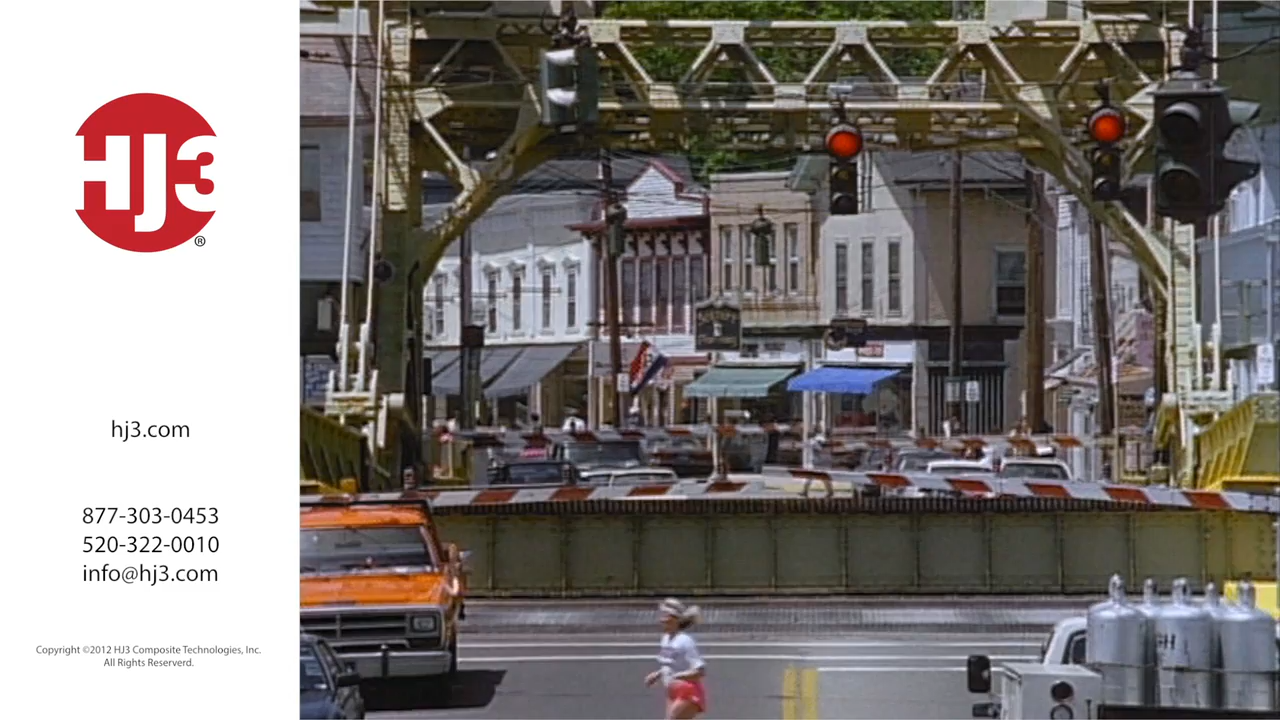 HJ3
®
hj3.com
877-303-0453
520-322-0010
info@hj3.com
Copyright ©2012 HJ3 Composite Technologies, Inc.
All Rights Reserverd.